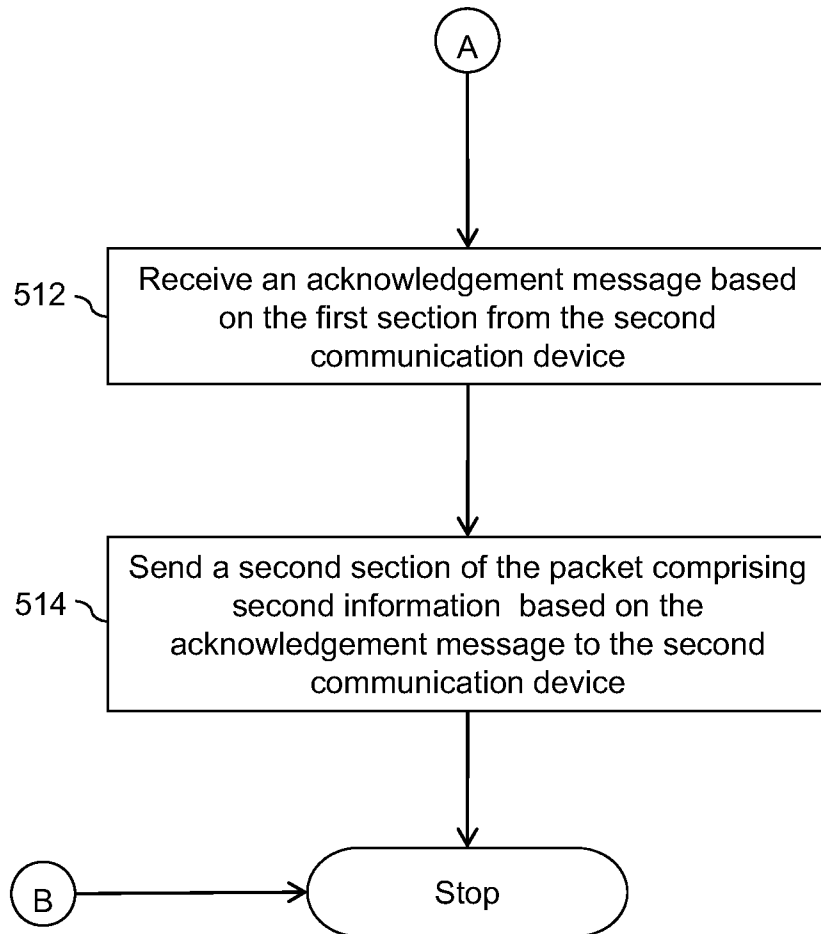 A
512
Receive an acknowledgement message based
on the first section from the second
communication device
514
Send a second section of the packet comprising
second information based on the
acknowledgement message to the second
communication device
B
Stop